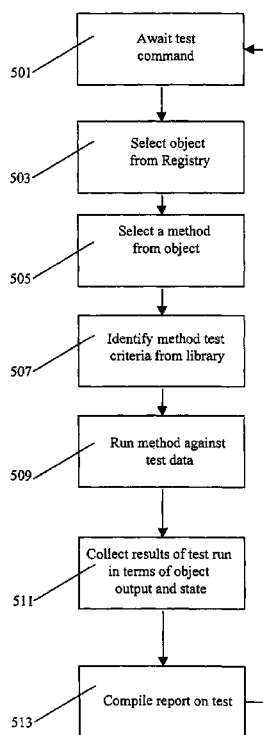 Await test
command
501
Select object
from Registry
503
Select a method
from object
505
Identify method test
criteria from library
507
Run method against
test data
509
Collect results of test run
in terms of object
output and state
511
Compile report on test
513